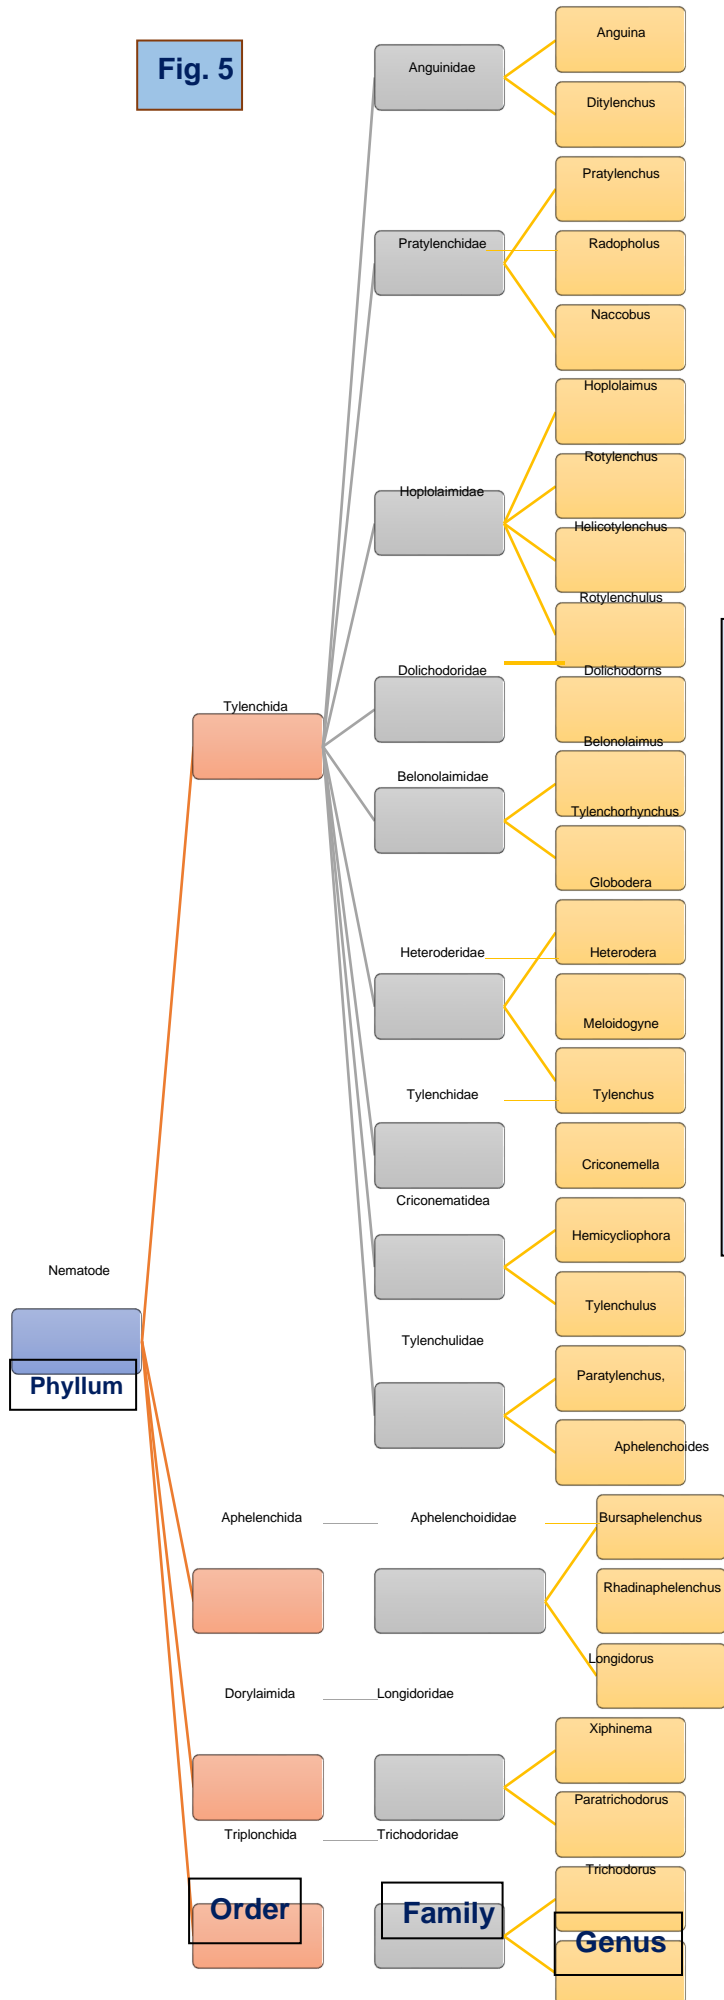 Fig. 5
Anguina
Anguinidae
Ditylenchus
Pratylenchus
Pratylenchidae
Radopholus
Naccobus
Hoplolaimus
Rotylenchus
Hoplolaimidae
Helicotylenchus
Rotylenchulus
Dolichodoridae
Dolichodorns
Tylenchida
Belonolaimus
Belonolaimidae
Tylenchorhynchus
Globodera
Heteroderidae
Heterodera
Meloidogyne
Tylenchidae
Tylenchus
Criconemella
Criconematidea
Hemicycliophora
Nematode
Tylenchulus
Tylenchulidae
Phyllum
Paratylenchus,
Aphelenchoides
Aphelenchida
Aphelenchoididae
Bursaphelenchus
Rhadinaphelenchus
Longidorus
Dorylaimida
Longidoridae
Xiphinema
Paratrichodorus
Triplonchida
Trichodoridae
Trichodorus
Order
Family
Genus